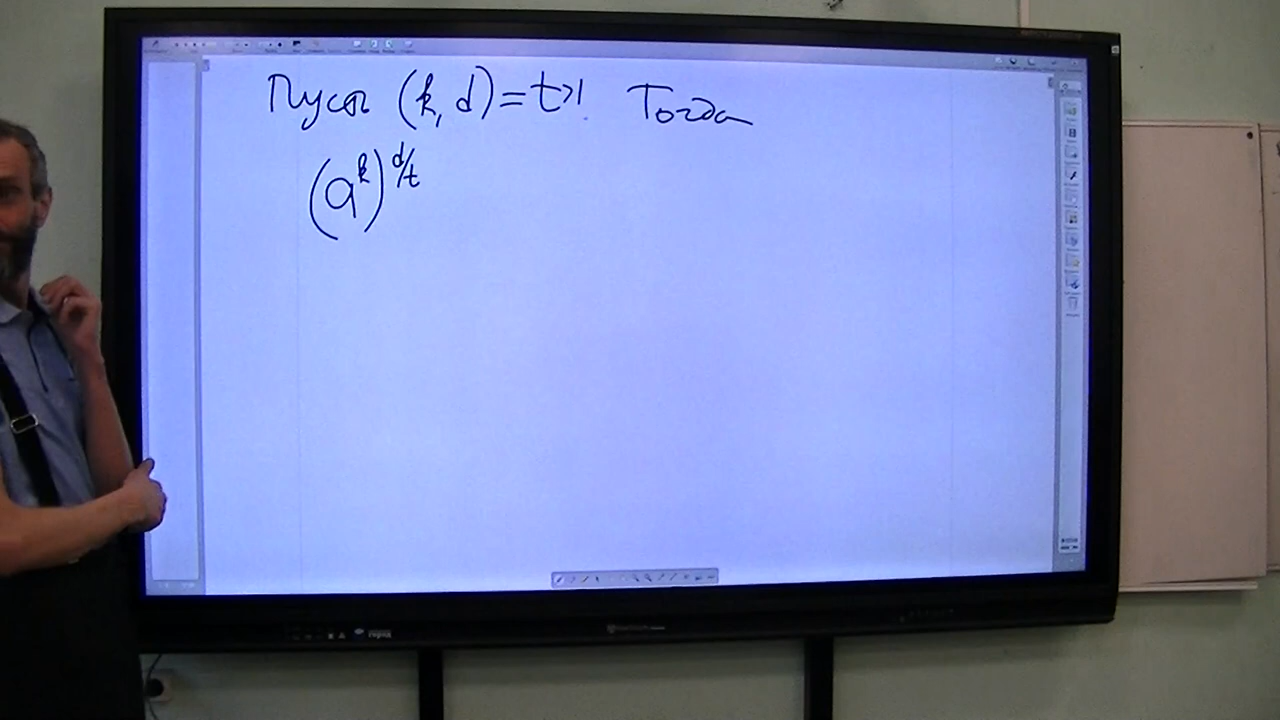 Пусть (k, d) = t>1 Тогда
(a^k)^{d/t}